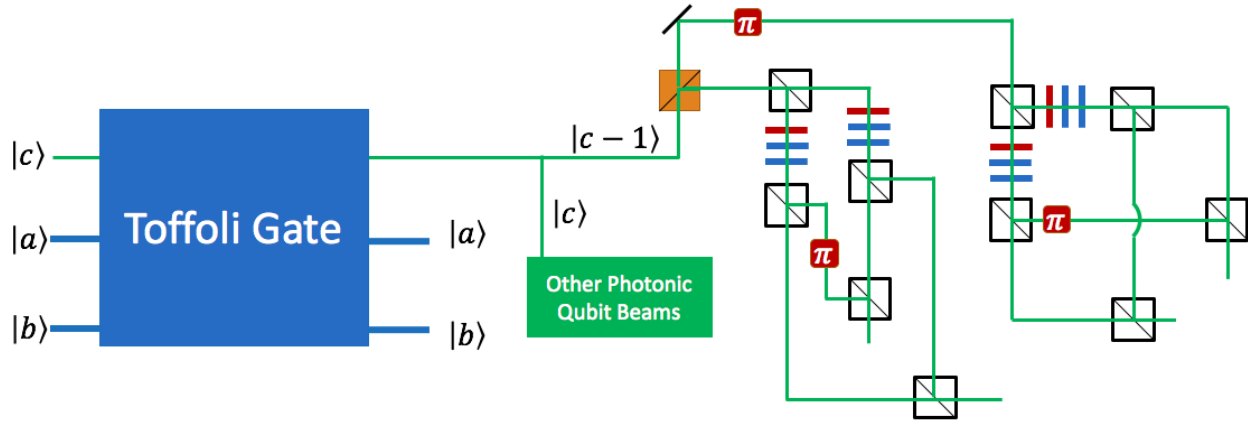 π
|c − 1⟩
|c⟩
|c⟩
Toffoli Gate
|a⟩
|a⟩
π
π
Other Photonic
Qubit Beams
|b⟩
|b⟩